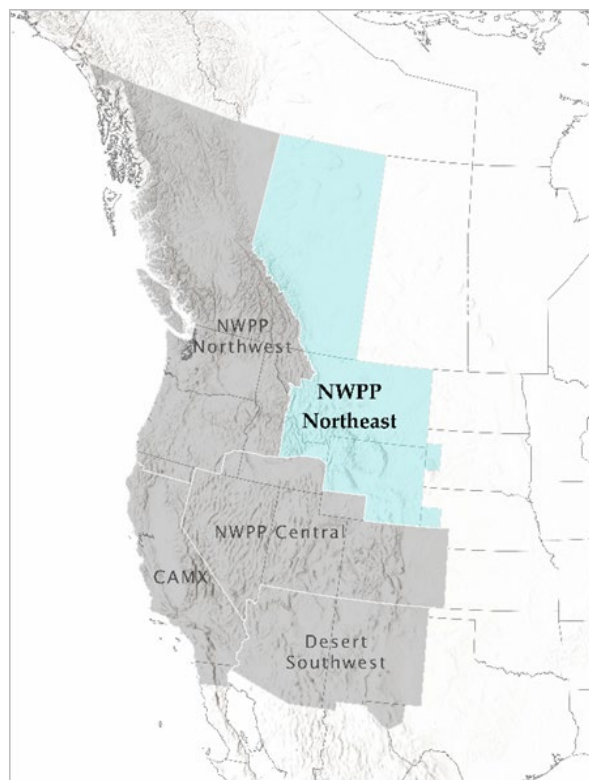 NWPP
Northwest
NWPP
Northeast
NWPP Central
CAMX
Desert
Southwest